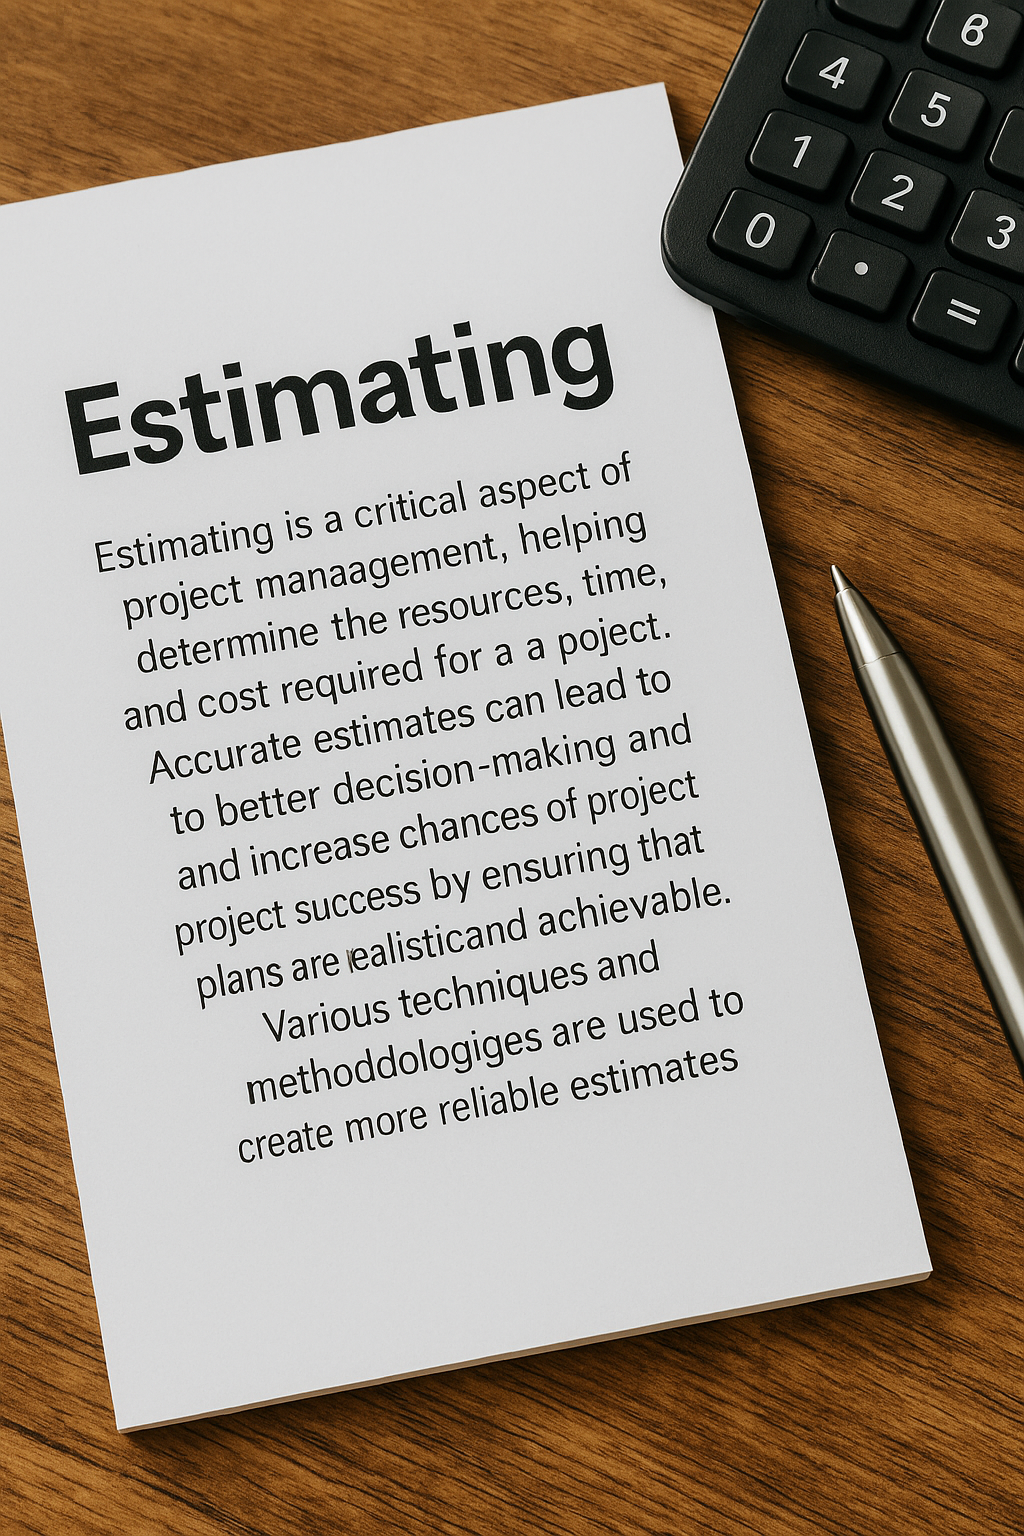 6
4
5
1
2
3
0
.
=
Estimating
Estimating is a critical aspect of
project manaagement, helping
determine the resources, time,
and cost required for a a poject.
Accurate estimates can lead to
to better decision-making and
and increase chances of project
project success by ensuring that
plans are ealisticand achievable.
Various techniques and
methoddologiges are used to
create more reliable estimates